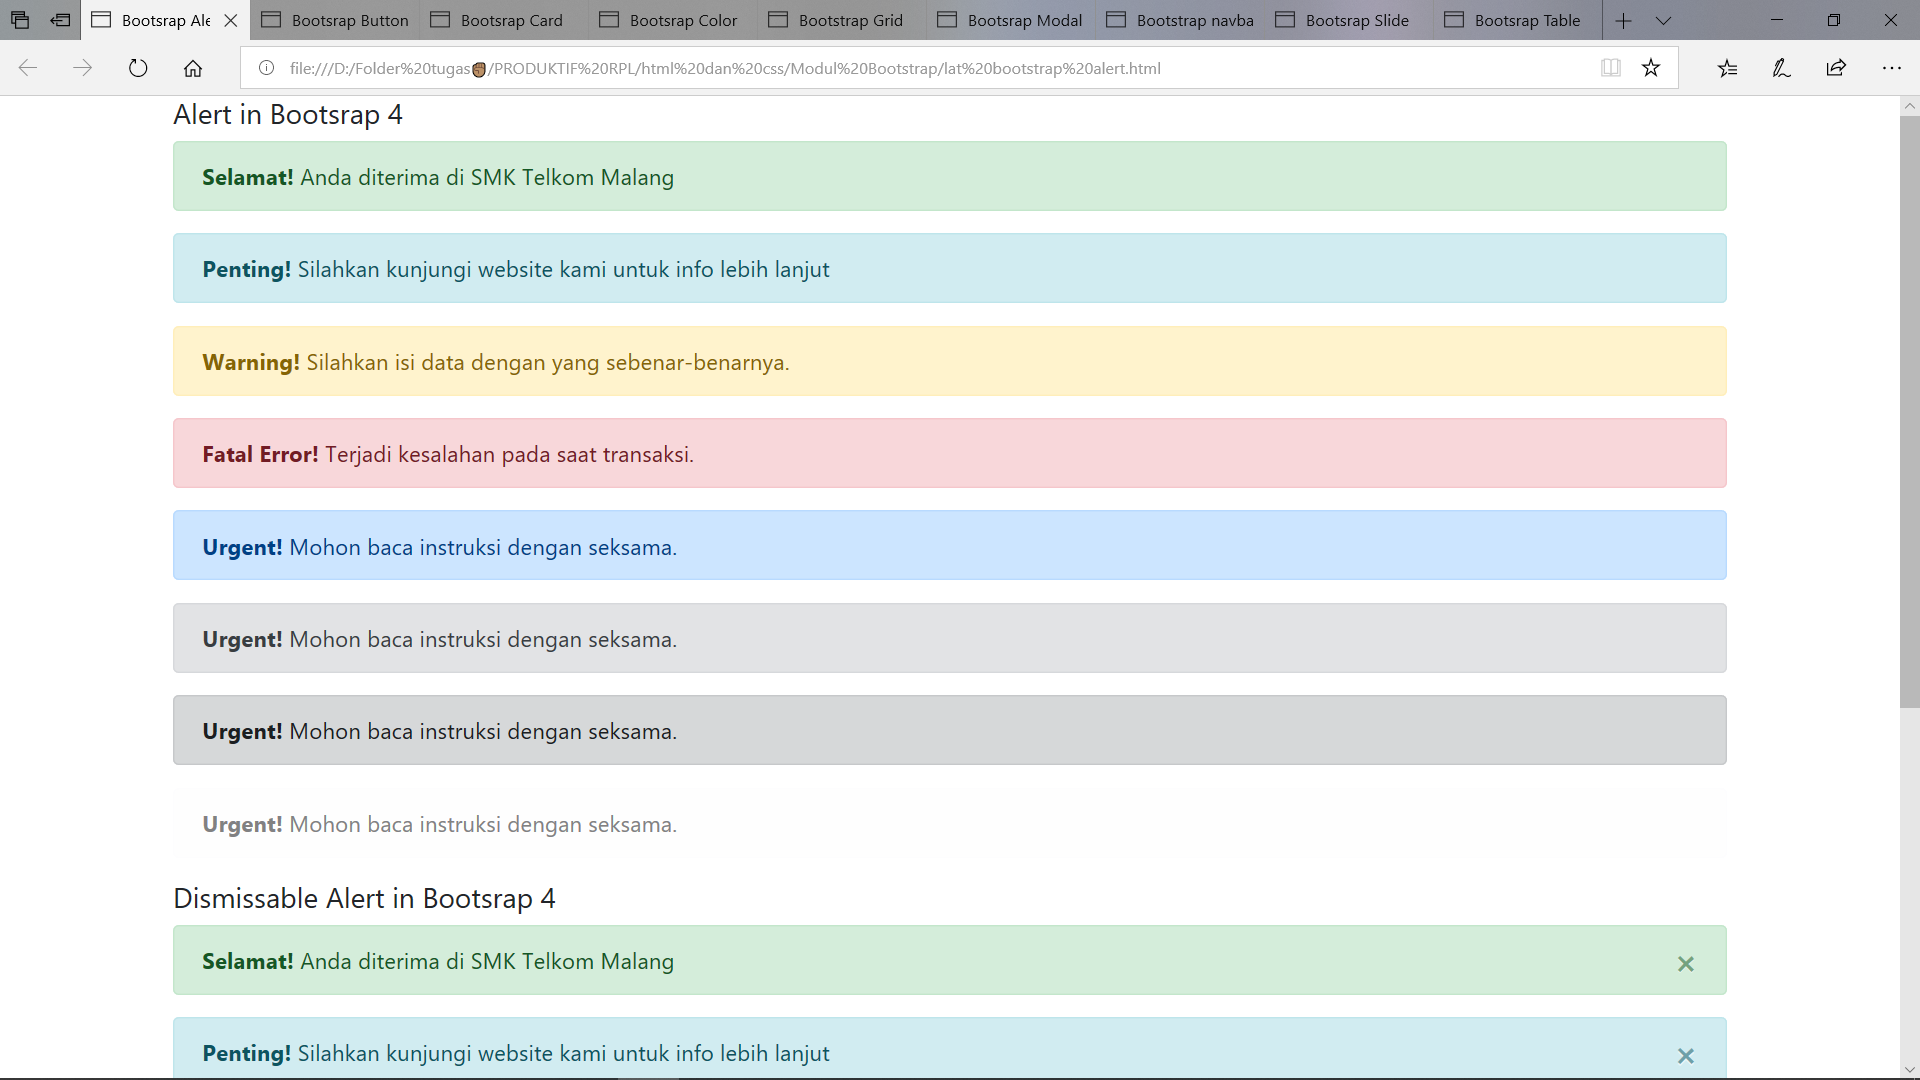 Bootsrap Ale
Bootsrap Button
Bootsrap Card
Bootsrap Color
Bootstrap Grid
Bootsrap Modal
Bootstrap navba
Bootsrap Slide
Bootsrap Table
file:///D:/Folder%20tugas✊🏾/PRODUKTIF%20RPL/html%20dan%20css/Modul%20Bootstrap/lat%20bootstrap%20alert.html
Alert in Bootsrap 4
Selamat! Anda diterima di SMK Telkom Malang
Penting! Silahkan kunjungi website kami untuk info lebih lanjut
Warning! Silahkan isi data dengan yang sebenar-benarnya.
Fatal Error! Terjadi kesalahan pada saat transaksi.
Urgent! Mohon baca instruksi dengan seksama.
Urgent! Mohon baca instruksi dengan seksama.
Urgent! Mohon baca instruksi dengan seksama.
Urgent! Mohon baca instruksi dengan seksama.
Dismissable Alert in Bootsrap 4
Selamat! Anda diterima di SMK Telkom Malang ×
Penting! Silahkan kunjungi website kami untuk info lebih lanjut ×